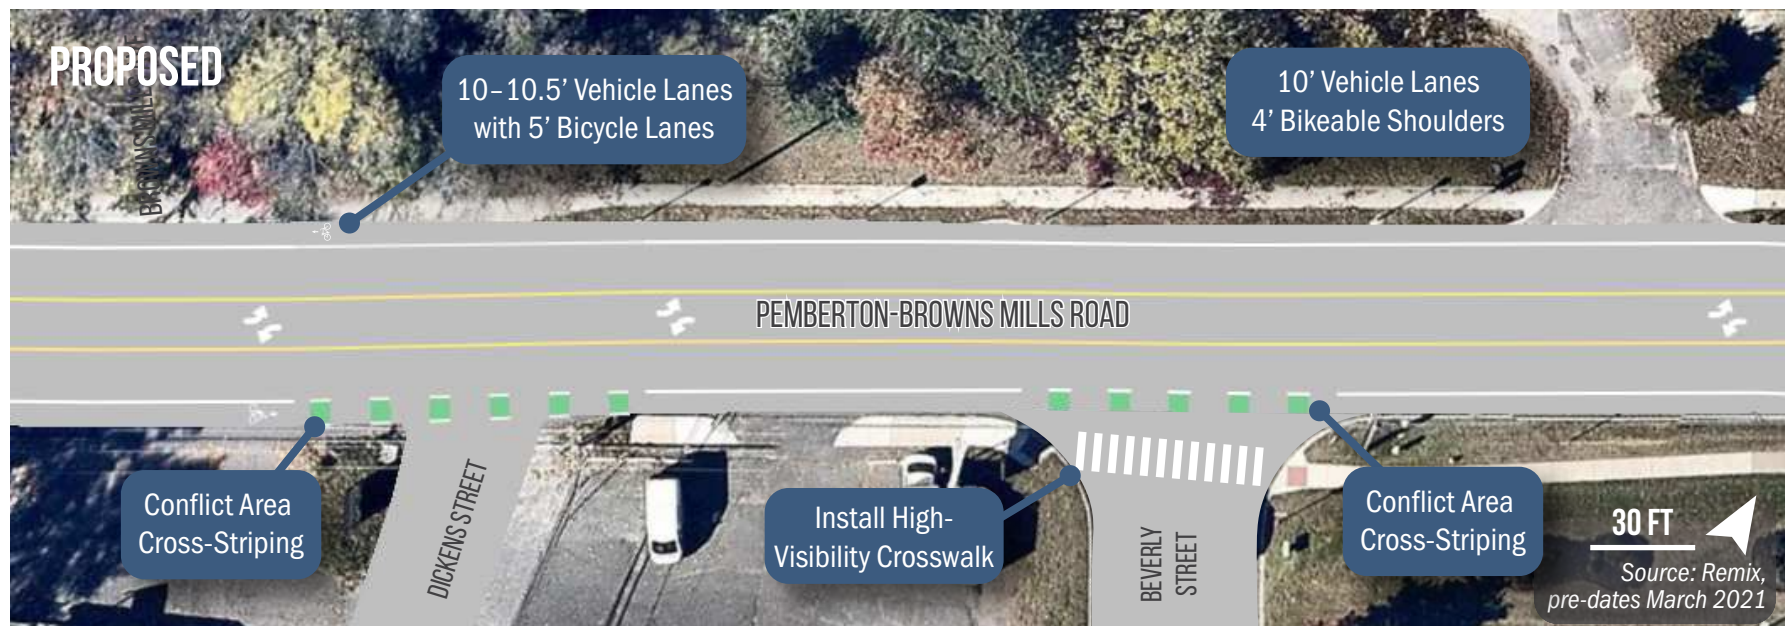 PROPOSED
BROWNS MILLS
10–10.5’ Vehicle Lanes
with 5’ Bicycle Lanes
10’ Vehicle Lanes
4’ Bikeable Shoulders
PEMBERTON-BROWNS MILLS ROAD
Conflict Area
Cross-Striping
DICKENS STREET
Install High-
Visibility Crosswalk
BEVERLY
STREET
Conflict Area
Cross-Striping
30 FT
Source: Remix,
pre-dates March 2021